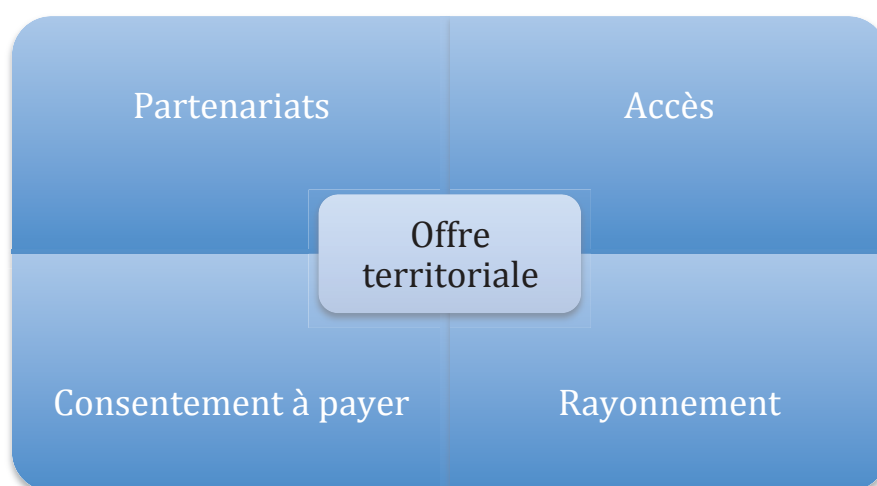 Partenariats
Accès
Offre
territoriale
Consentement à payer
Rayonnement